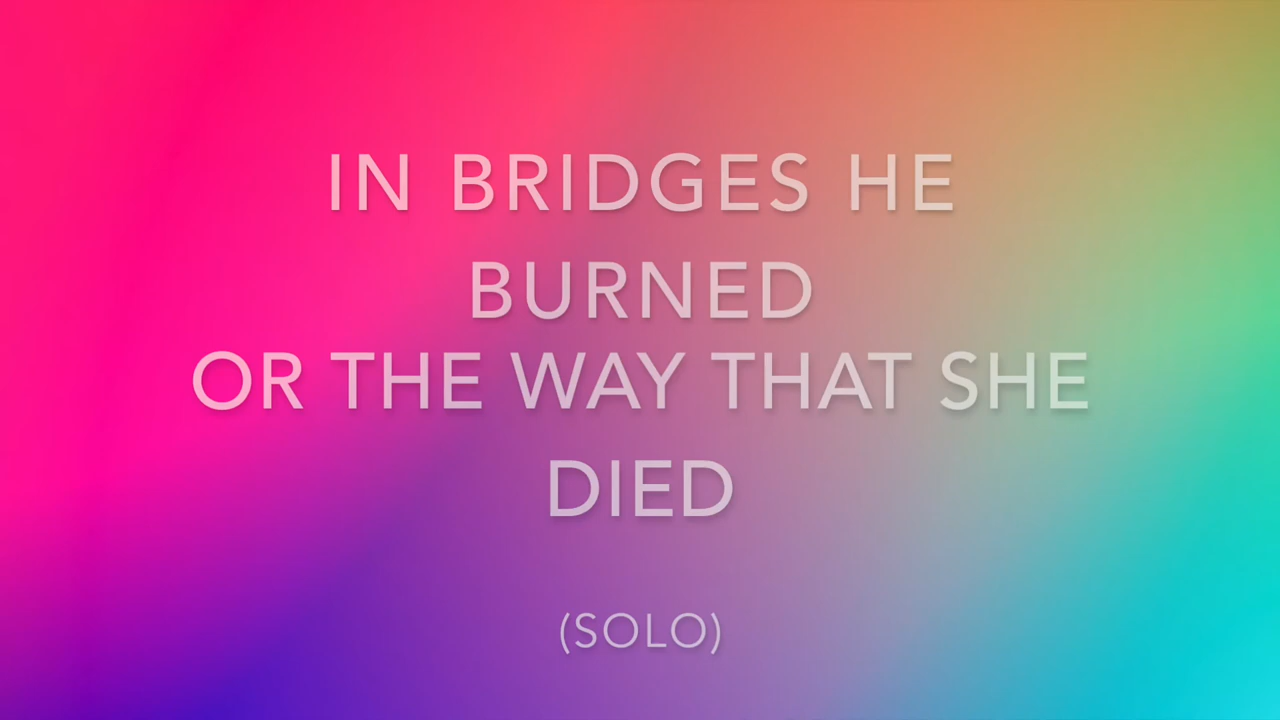 IN BRIDGES HE
BURNED
OR THE WAY THAT SHE
DIED
(SOLO)